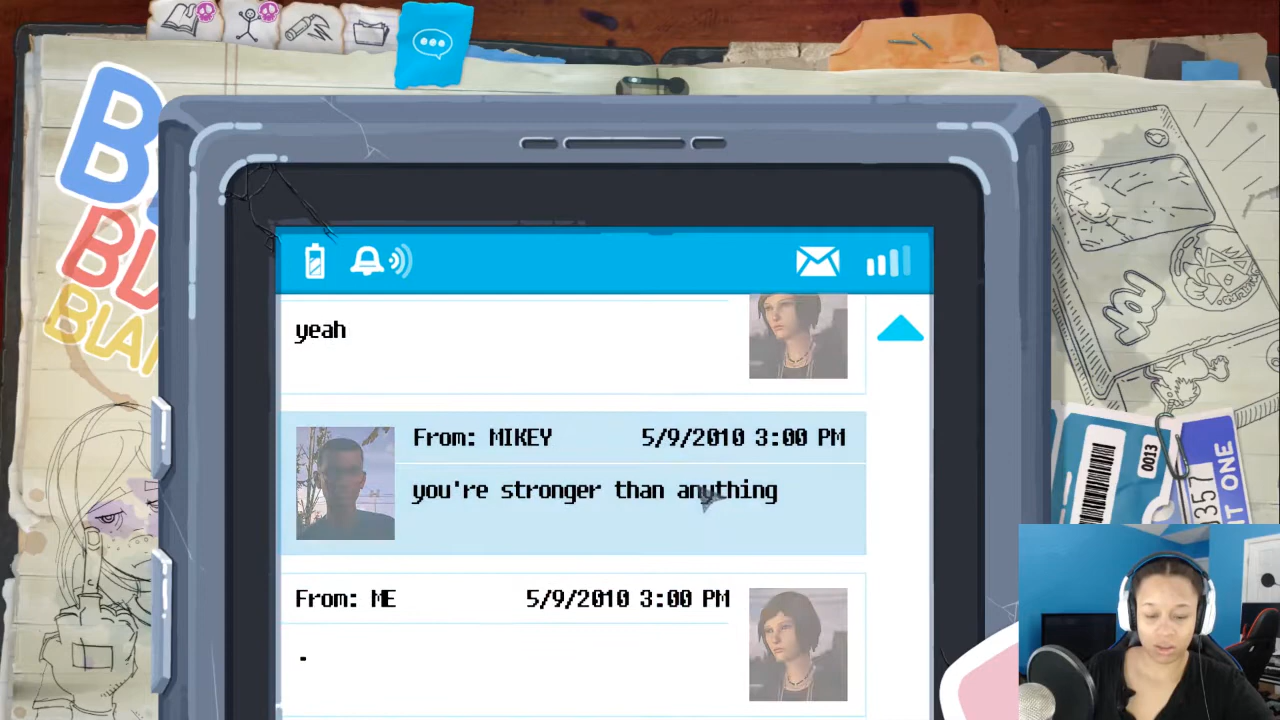 yeah
From: MIKEY 5/9/2010 3:00 PM
you're stronger than anything
From: ME 5/9/2010 3:00 PM
.
0013